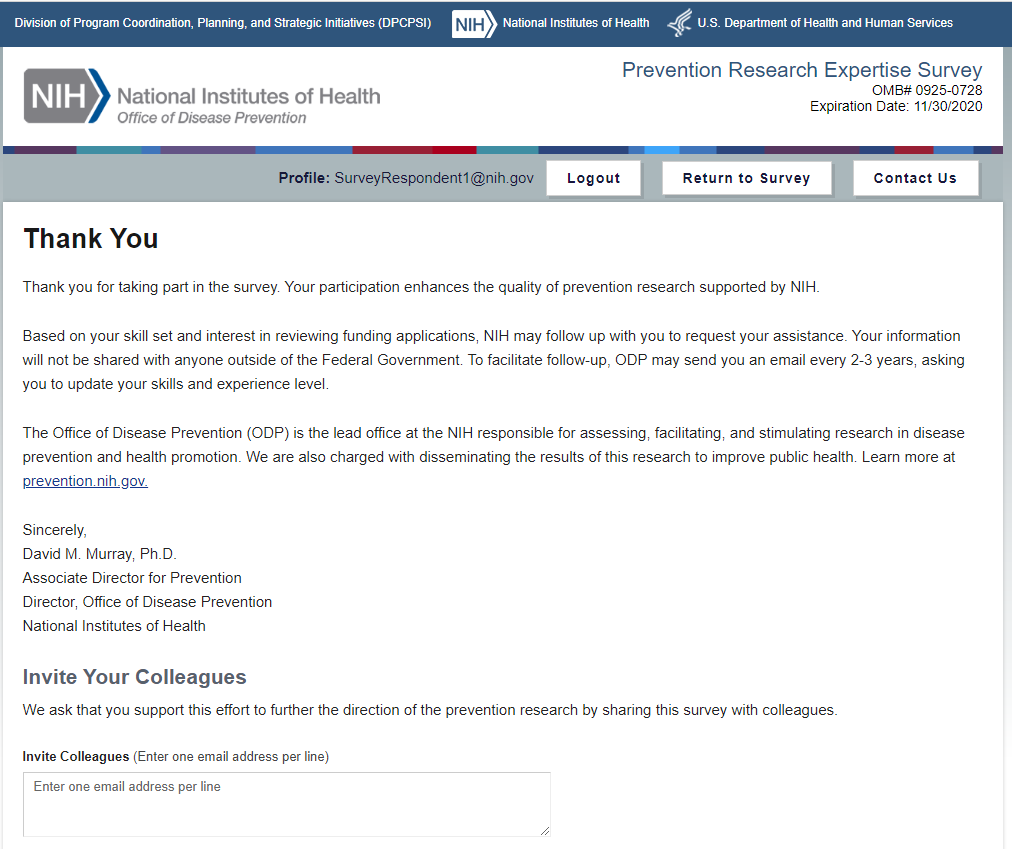 Division of Program Coordination, Planning, and Strategic Initiatives (DPCPSI) NIH National Institutes of Health U.S. Department of Health and Human Services
NIH National Institutes of Health
Office of Disease Prevention
Prevention Research Expertise Survey
OMB# 0925-0728
Expiration Date: 11/30/2020
Profile: SurveyRespondent1@nih.gov Logout Return to Survey Contact Us
Thank You
Thank you for taking part in the survey. Your participation enhances the quality of prevention research supported by NIH.
Based on your skill set and interest in reviewing funding applications, NIH may follow up with you to request your assistance. Your information
will not be shared with anyone outside of the Federal Government. To facilitate follow-up, ODP may send you an email every 2-3 years, asking
you to update your skills and experience level.
The Office of Disease Prevention (ODP) is the lead office at the NIH responsible for assessing, facilitating, and stimulating research in disease
prevention and health promotion. We are also charged with disseminating the results of this research to improve public health. Learn more at
prevention.nih.gov.
Sincerely,
David M. Murray, Ph.D.
Associate Director for Prevention
Director, Office of Disease Prevention
National Institutes of Health
Invite Your Colleagues
We ask that you support this effort to further the direction of the prevention research by sharing this survey with colleagues.
Invite Colleagues (Enter one email address per line)
Enter one email address per line